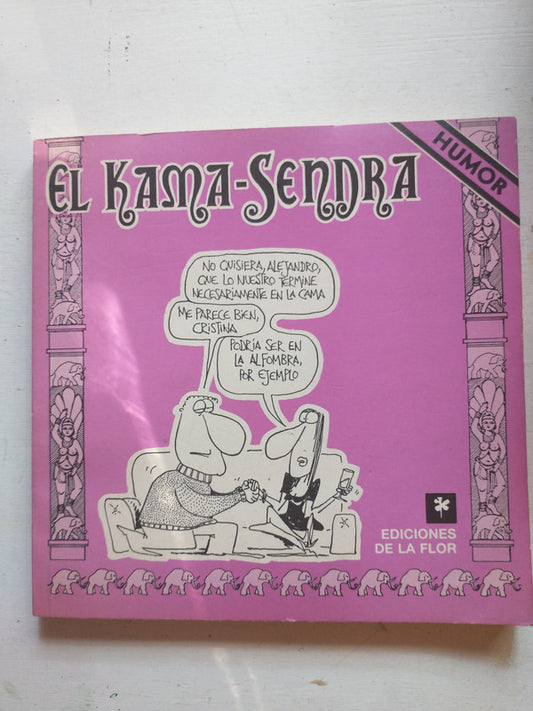 EL KAMA-SENDRA
HUMOR
NO QUISIERA, ALEJANDRO,
QUE LO NUESTRO TERMINE
NECESARIAMENTE EN LA CAMA
ME PARECE BIEN,
CRISTINA
PODRÍA SER EN
LA ALFOMBRA,
POR EJEMPLO
EDICIONES
DE LA FLOR